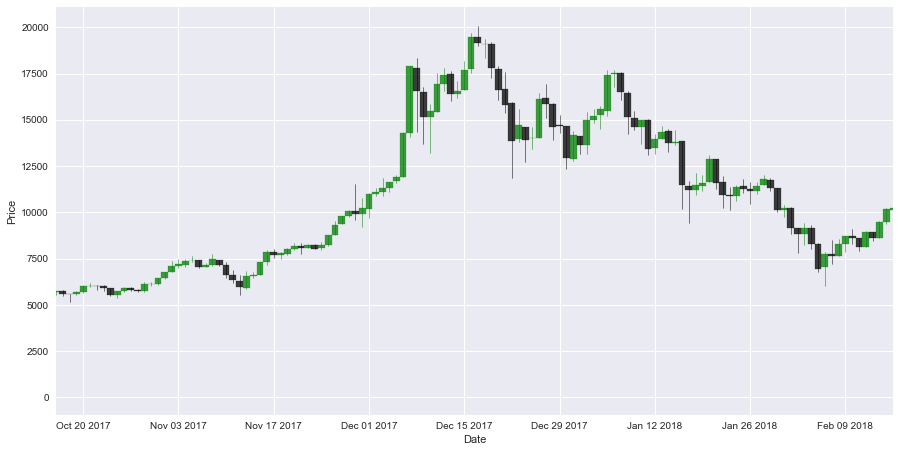 20000
17500
15000
12500
10000
7500
5000
2500
0
Price
Oct 20 2017
Nov 03 2017
Nov 17 2017
Dec 01 2017
Dec 15 2017
Dec 29 2017
Jan 12 2018
Jan 26 2018
Feb 09 2018
Date